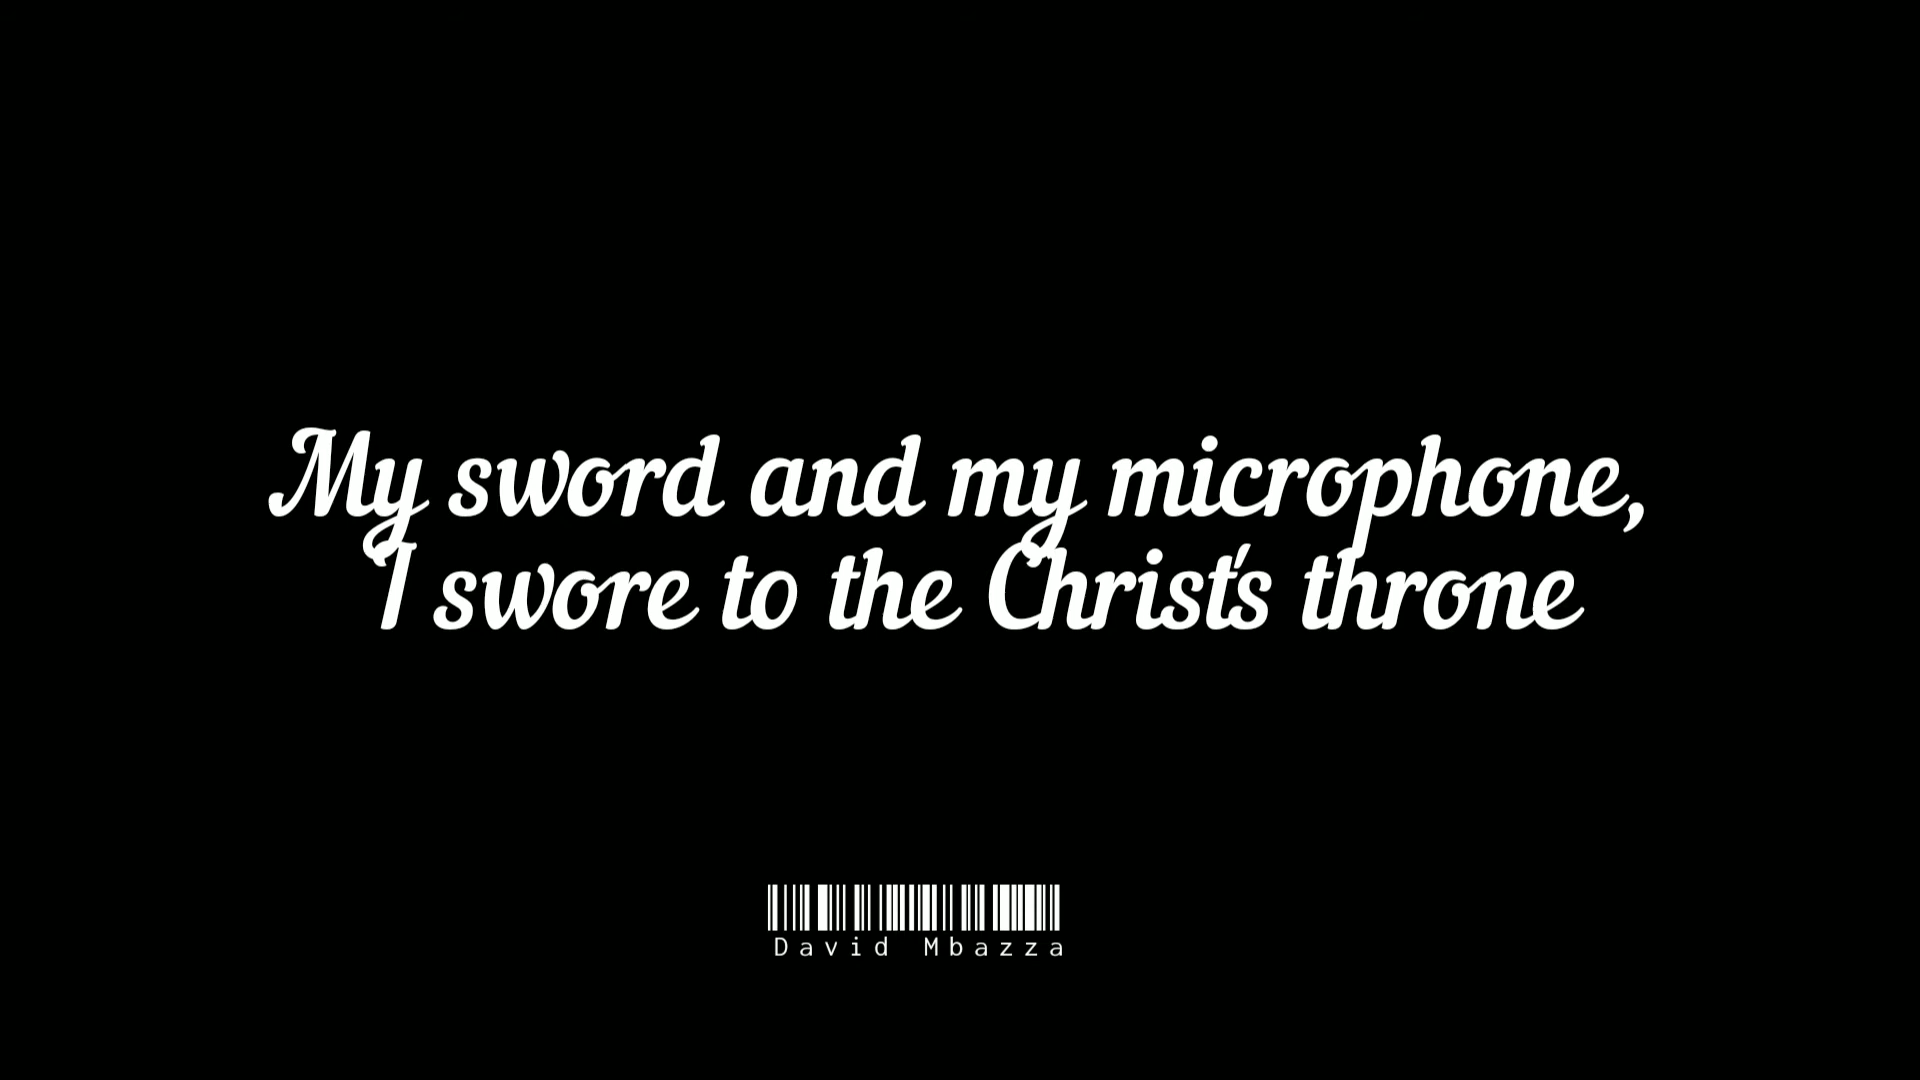 My sword and my microphone,
I swore to the Christ's throne
David Mbazza